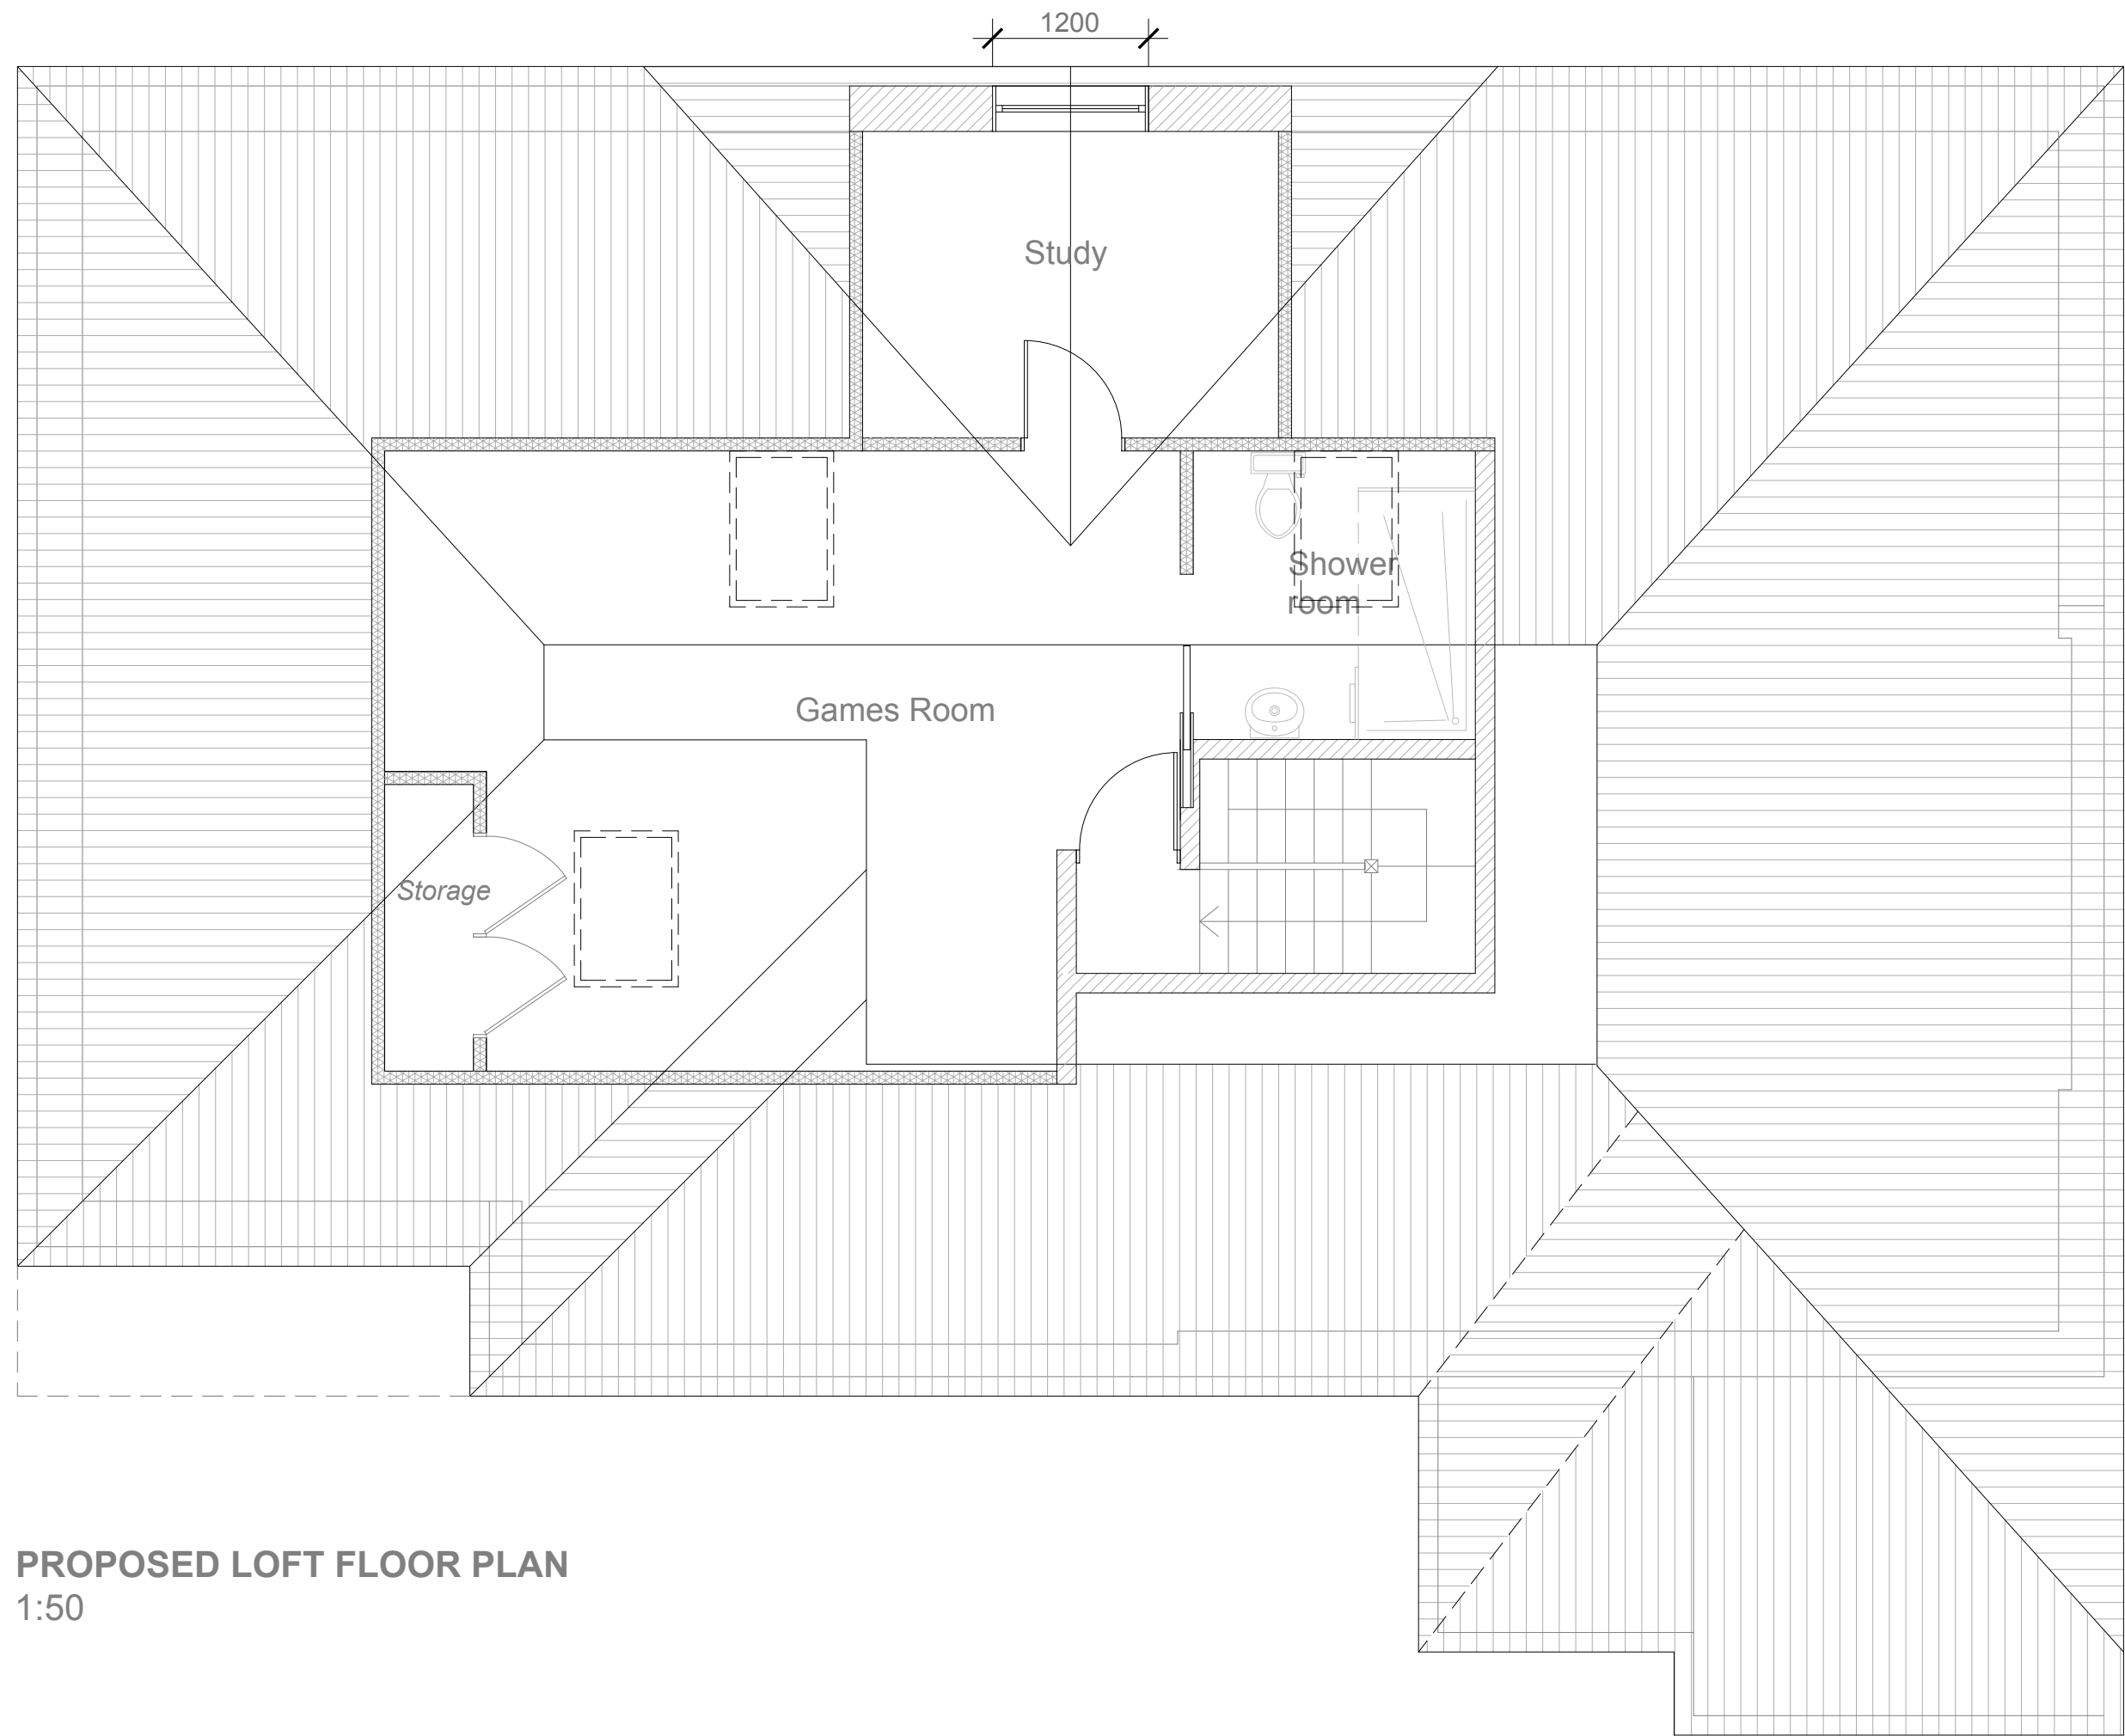 1200
Study
Shower
room
Games Room
Storage
PROPOSED LOFT FLOOR PLAN
1:50